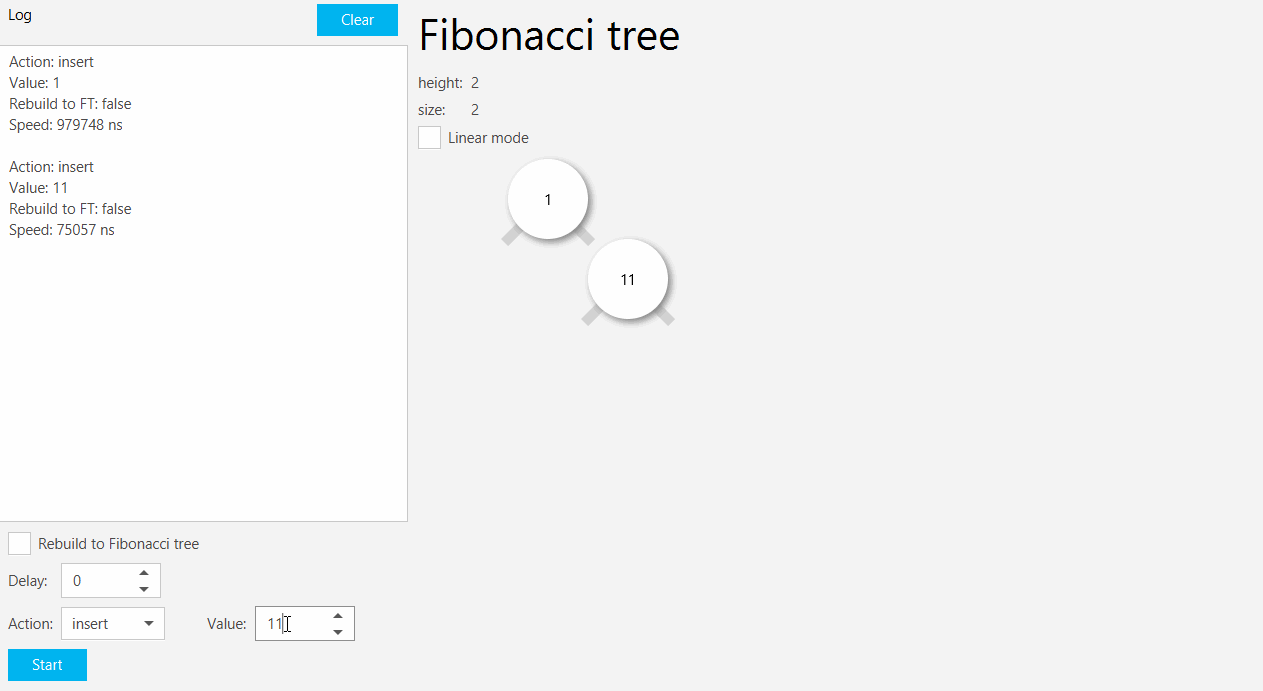 Log
Clear
Action: insert
Value: 1
Rebuild to FT: false
Speed: 979748 ns
Action: insert
Value: 11
Rebuild to FT: false
Speed: 75057 ns
Rebuild to Fibonacci tree
Delay: 0
Action: insert Value: 11
Start
Fibonacci tree
height: 2
size: 2
Linear mode
1
11